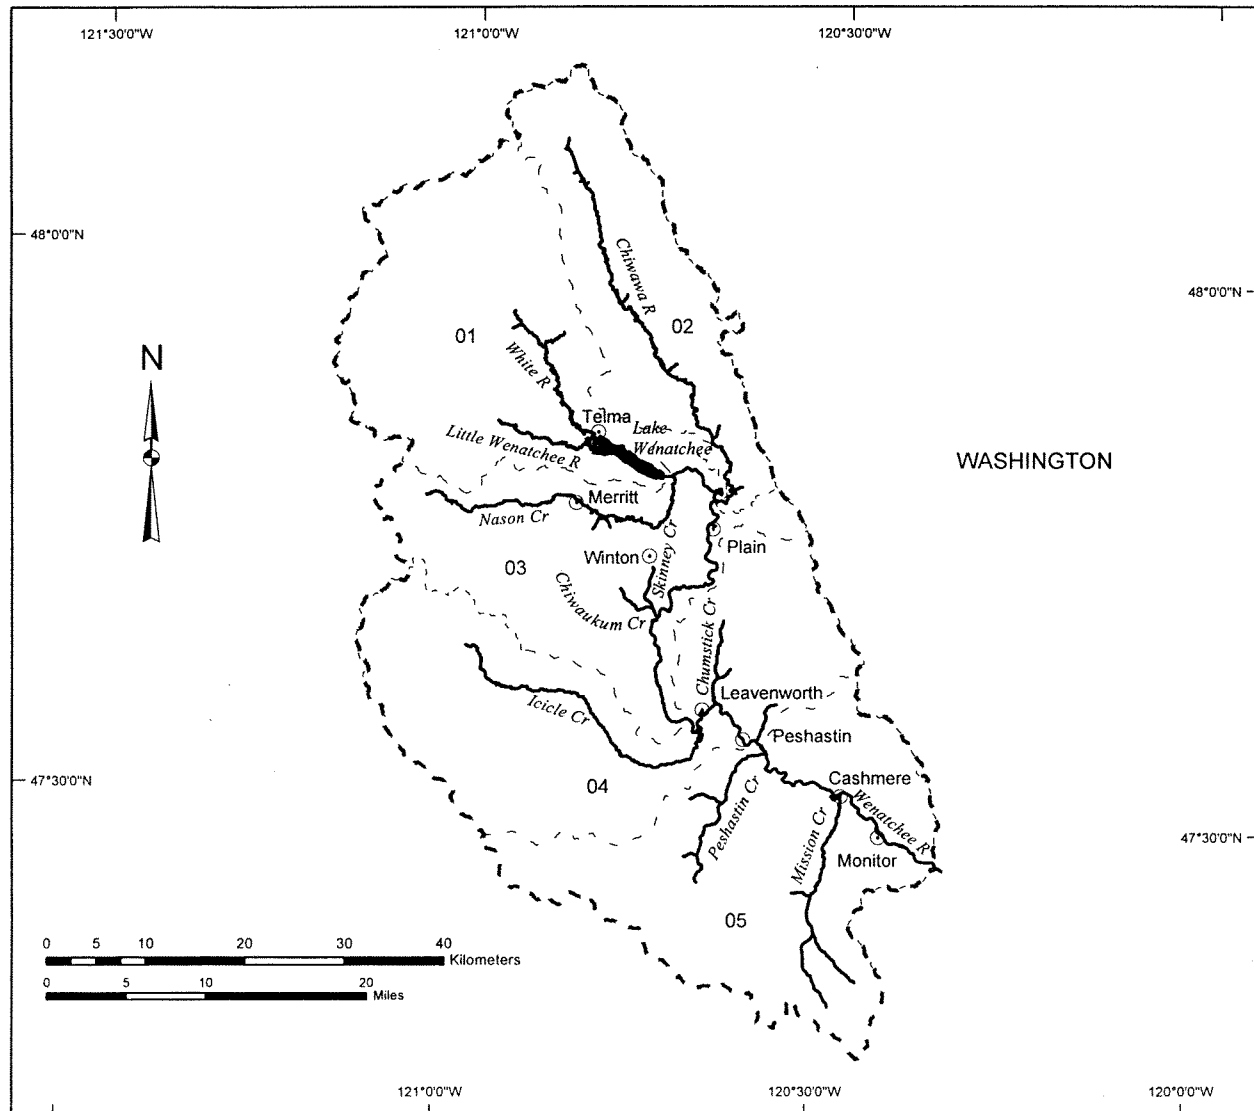 121°30'0"W
121°0'0"W
120°30'0"W
48°0'0"N
48°0'0"N
Chiwawa R
02
01
N
White R
Telma
Lake
Wenatchee
Little Wenatchee R
WASHINGTON
Merritt
Nason Cr
Skinney Cr
Plain
Winton
03
Chiwaukum Cr
Chumstick Cr
Leavenworth
Icicle Cr
Peshastin
47°30'0"N
04
Cashmere
Wenatchee R
Peshastin Cr
Mission Cr
47°30'0"N
Monitor
05
0 5 10 20 30 40
Kilometers
0 5 10 20
Miles
121°0'0"W
120°30'0"W
120°0'0"W